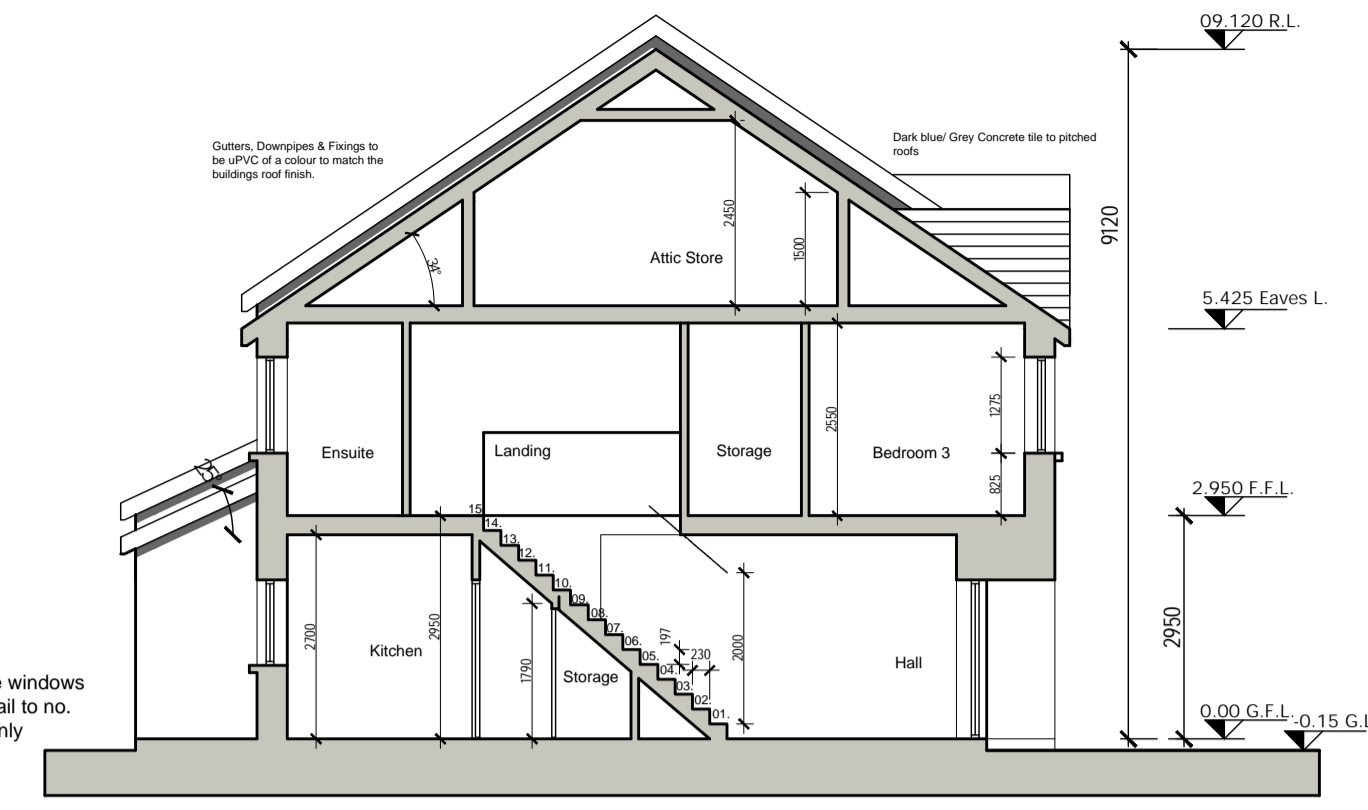 09.120 R.L.
Gutters, Downpipes & Fixings to
be uPVC of a colour to match the
buildings roof finish.
Dark blue/ Grey Concrete tile to pitched
roofs
9120
2450
1500
34°
Attic Store
5.425 Eaves L.
2550
1275
825
Ensuite
Landing
Storage
Bedroom 3
25°
2.950 F.F.L.
15.
14.
13.
12.
11.
10.
09.
08.
07.
06.
05.
04.
03.
02.
01.
2700
2950
1790
197
230
2000
2950
Kitchen
Storage
Hall
windows
ail to no.
0.00 G.F.L.
-0.15 G.L